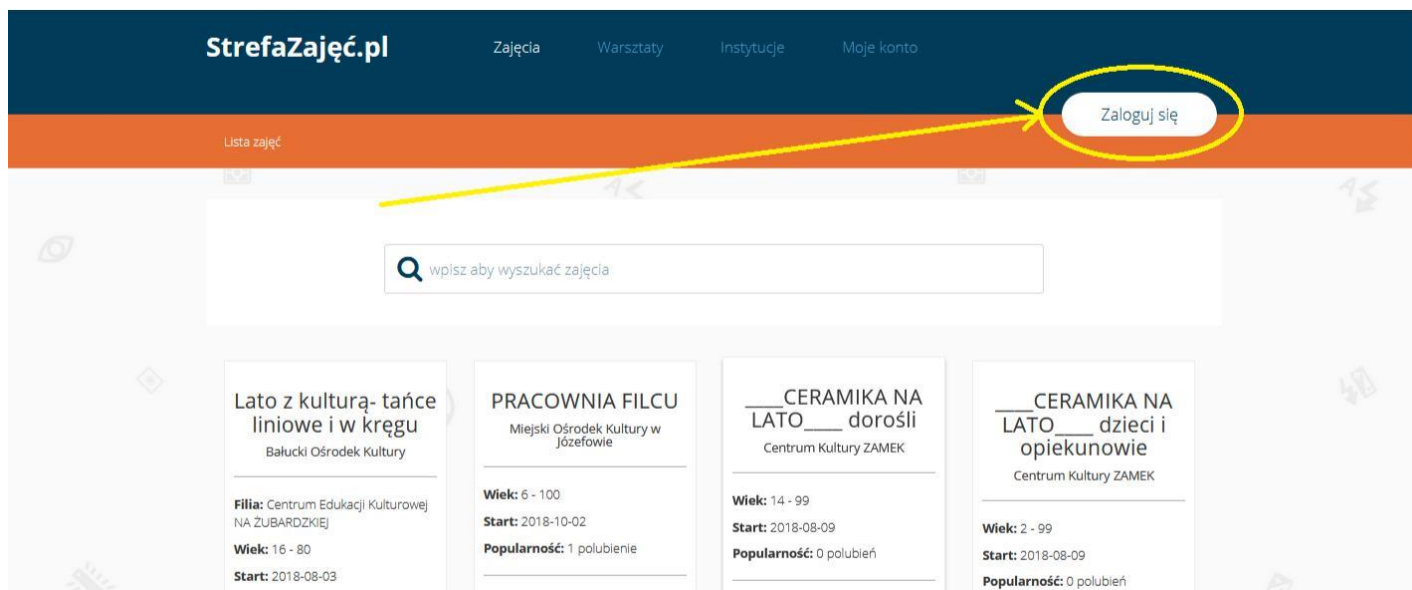 StrefaZajęć.pl
Zajęcia
Warsztaty
Instytucje
Moje konto
Zaloguj się
Lista zajęć
wpisz aby wyszukać zajęcia
Lato z kulturą- tańce
liniowe i w kręgu
Bałucki Ośrodek Kultury
Filia: Centrum Edukacji Kulturowej
NA ŻUBARDZKIEJ
Wiek: 16 - 80
Start: 2018-08-03
PRACOWNIA FILCU
Miejski Ośrodek Kultury w
Józefowie
Wiek: 6 - 100
Start: 2018-10-02
Popularność: 1 polubienie
____CERAMIKA NA
LATO____ dorośli
Centrum Kultury ZAMEK
Wiek: 14 - 99
Start: 2018-08-09
Popularność: 0 polubień
____CERAMIKA NA
LATO____ dzieci i
opiekunowie
Centrum Kultury ZAMEK
Wiek: 2 - 99
Start: 2018-08-09
Popularność: 0 polubień